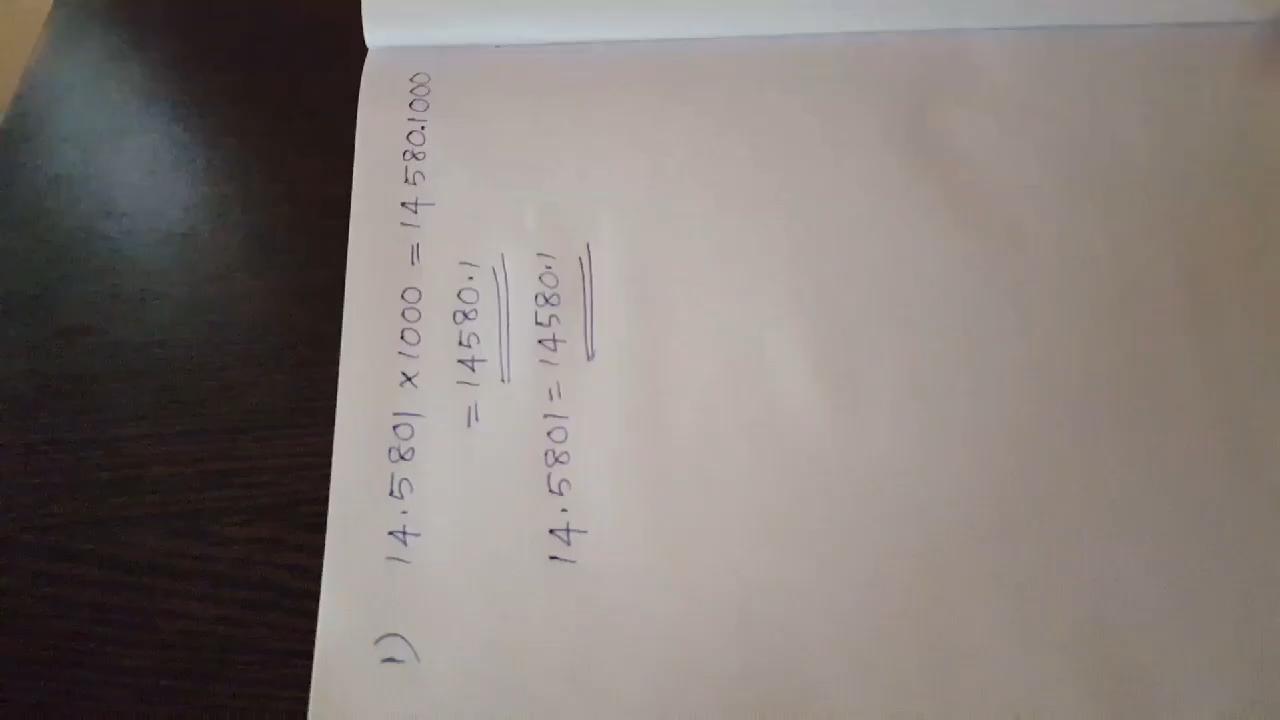 1) 14.5801 × 1000 = 14580.1000
= 14580.1
14.5801 = 14580.1